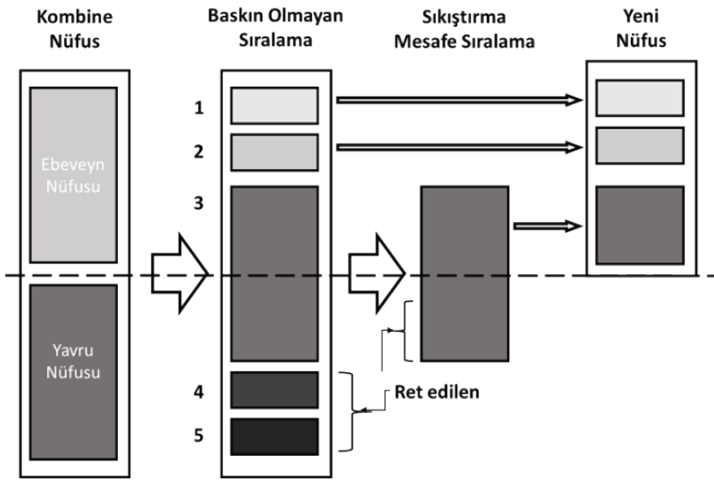 Kombine
Nüfus
Baskın Olmayan
Sıralama
Sıkıştırma
Mesafe Sıralama
Yeni
Nüfus
Ebeveyn
Nüfusu
Yavru
Nüfusu
1
2
3
4
5
Ret edilen